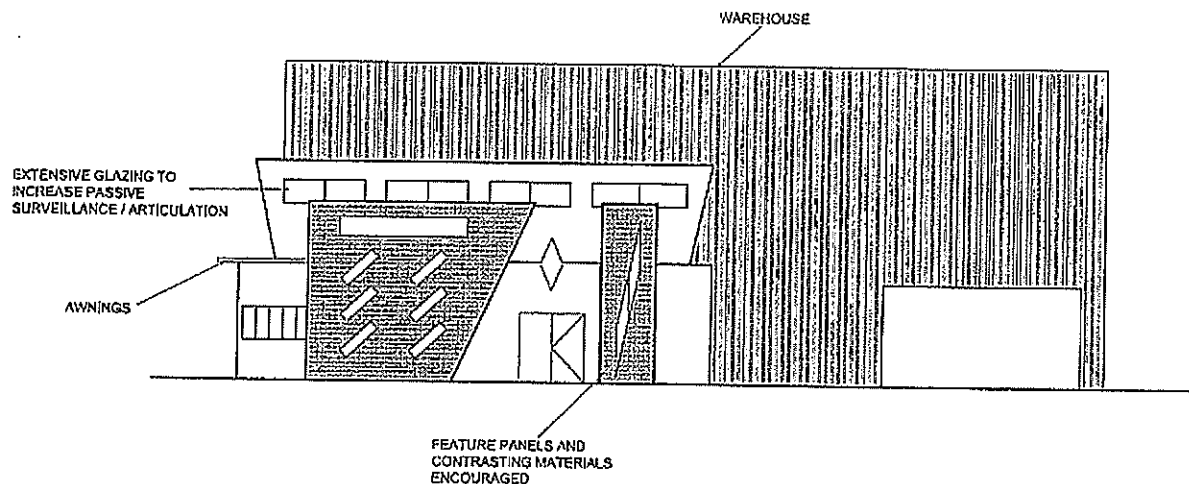 WAREHOUSE
EXTENSIVE GLAZING TO
INCREASE PASSIVE
SURVEILLANCE / ARTICULATION
AWNINGS
FEATURE PANELS AND
CONTRASTING MATERIALS
ENCOURAGED